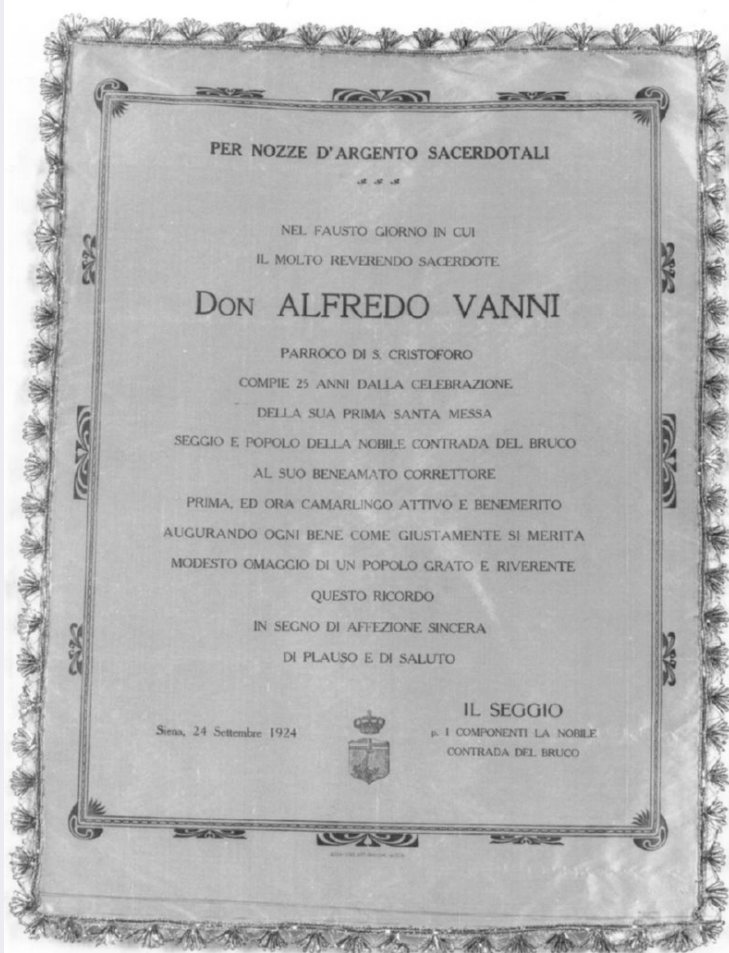 PER NOZZE D'ARGENTO SACERDOTALI
NEL FAUSTO GIORNO IN CUI
IL MOLTO REVERENDO SACERDOTE
DON ALFREDO VANNI
PARROCO DI S. CRISTOFORO
COMPIE 25 ANNI DALLA CELEBRAZIONE
DELLA SUA PRIMA SANTA MESSA
SEGGIO E POPOLO DELLA NOBILE CONTRADA DEL BRUCO
AL SUO BENEAMATO CORRETTORE
PRIMA, ED ORA CAMARLINGO ATTIVO E BENEMERITO
AUGURANDO OGNI BENE COME GIUSTAMENTE SI MERITA
MODESTO OMAGGIO DI UN POPOLO GRATO E RIVERENTE
QUESTO RICORDO
IN SEGNO DI AFFEZIONE SINCERA
DI PLAUSO E DI SALUTO
Siena, 24 Settembre 1924
IL SEGGIO
p. I COMPONENTI LA NOBILE
CONTRADA DEL BRUCO